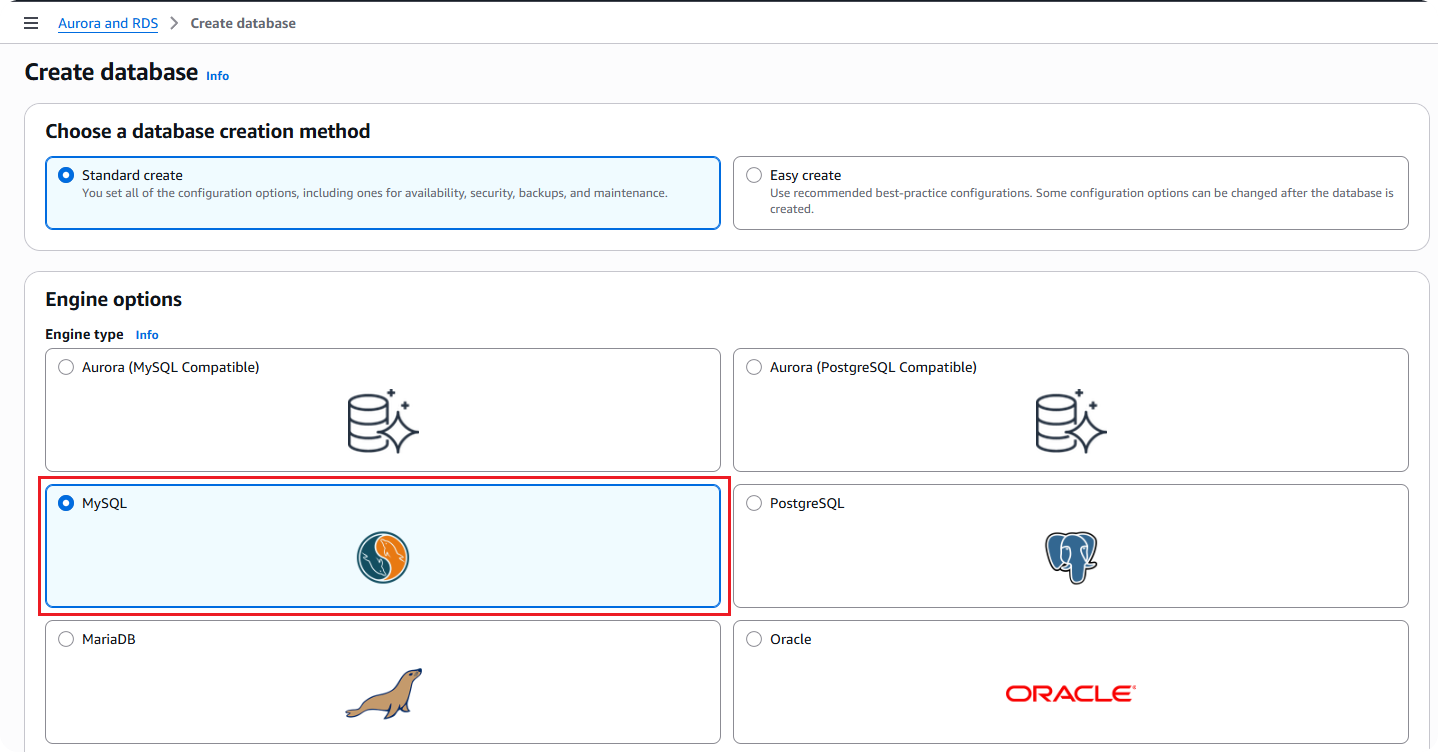 Aurora and RDS > Create database
Create database Info
Choose a database creation method
Standard create
You set all of the configuration options, including ones for availability, security, backups, and maintenance.
Easy create
Use recommended best-practice configurations. Some configuration options can be changed after the database is
created.
Engine options
Engine type Info
Aurora (MySQL Compatible)
Aurora (PostgreSQL Compatible)
MySQL
PostgreSQL
MariaDB
Oracle
ORACLE